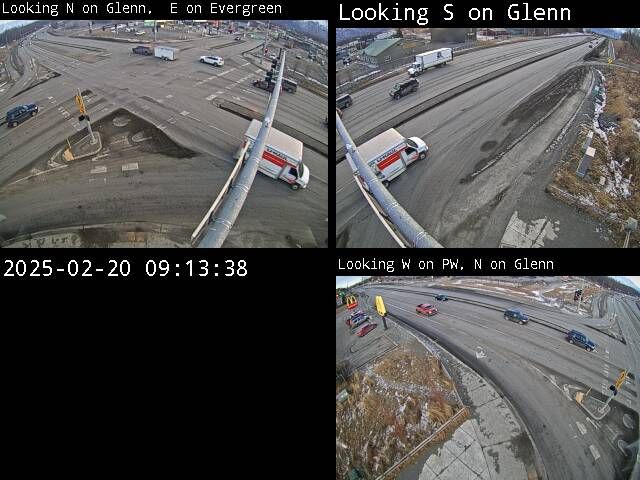 Looking N on Glenn,  E on Evergreen
Looking S on Glenn
2025-02-20 09:13:38
Looking W on PW, N on Glenn